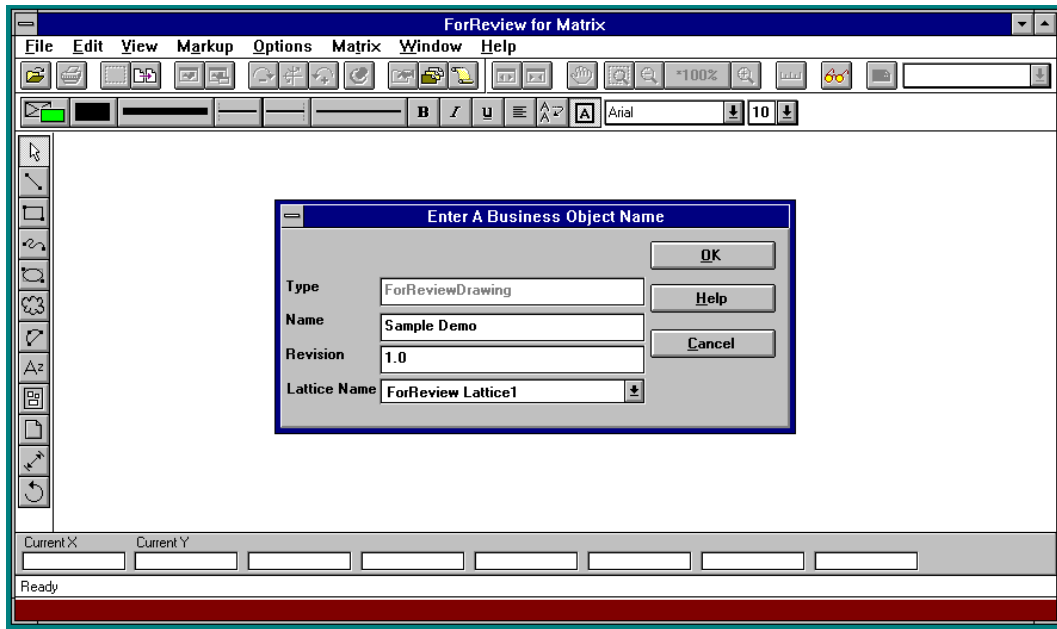 ForReview for Matrix
File Edit View Markup Options Matrix Window Help
*100%
B I u A Arial 10
Enter A Business Object Name
OK
Type ForReviewDrawing
Help
Name Sample Demo
Cancel
Revision 1.0
Lattice Name ForReview Lattice1
Az
Current X Current Y
Ready